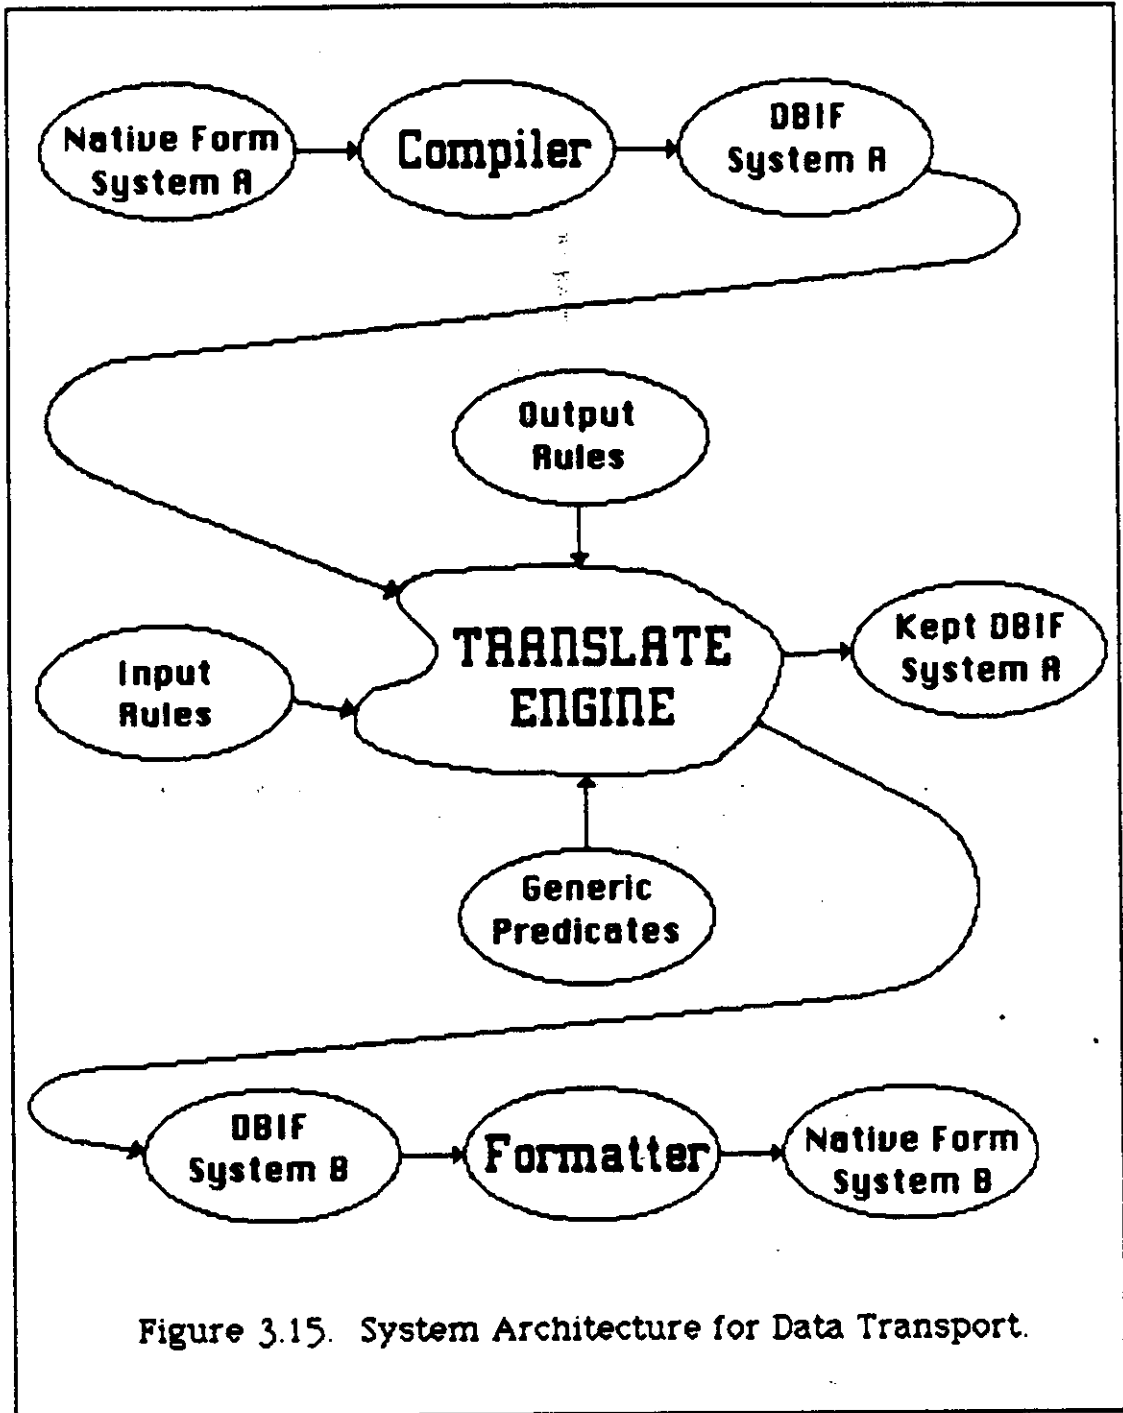 Native Form
System A
Compiler
DBIF
System A
Output
Rules
TRANSLATE
ENGINE
Kept DBIF
System A
Input
Rules
Generic
Predicates
DBIF
System B
Formatter
Native Form
System B
Figure 3.15. System Architecture for Data Transport.